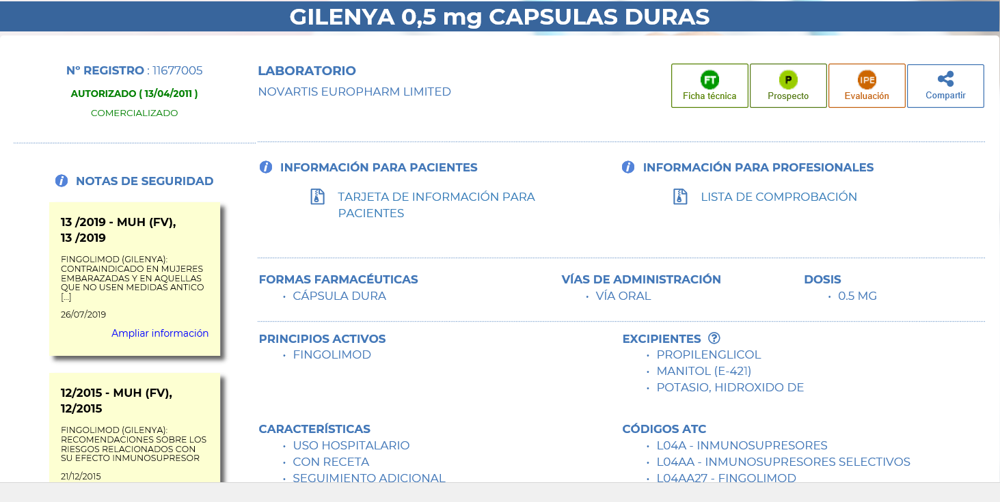 GILENYA 0,5 mg CAPSULAS DURAS
Nº REGISTRO : 11677005
AUTORIZADO ( 13/04/2011 )
COMERCIALIZADO
LABORATORIO
NOVARTIS EUROPHARM LIMITED
FT
Ficha técnica
P
Prospecto
IPE
Evaluación
Compartir
i NOTAS DE SEGURIDAD
13 /2019 - MUH (FV),
13 /2019
FINGOLIMOD (GILENYA):
CONTRAINDICADO EN MUJERES
EMBARAZADAS Y EN AQUELLAS
QUE NO USEN MEDIDAS ANTICO
[...]
26/07/2019
Ampliar información
12/2015 - MUH (FV),
12/2015
FINGOLIMOD (GILENYA):
RECOMENDACIONES SOBRE LOS
RIESGOS RELACIONADOS CON
SU EFECTO INMUNOSUPRESOR
21/12/2015
i INFORMACIÓN PARA PACIENTES
TARJETA DE INFORMACIÓN PARA
PACIENTES
i INFORMACIÓN PARA PROFESIONALES
LISTA DE COMPROBACIÓN
FORMAS FARMACÉUTICAS
• CÁPSULA DURA
VÍAS DE ADMINISTRACIÓN
• VÍA ORAL
DOSIS
• 0.5 MG
PRINCIPIOS ACTIVOS
• FINGOLIMOD
EXCIPIENTES ?
• PROPILENGLICOL
• MANITOL (E-421)
• POTASIO, HIDROXIDO DE
CARACTERÍSTICAS
• USO HOSPITALARIO
• CON RECETA
• SEGUIMIENTO ADICIONAL
CÓDIGOS ATC
• L04A - INMUNOSUPRESORES
• L04AA - INMUNOSUPRESORES SELECTIVOS
• L04AA27 - FINGOLIMOD